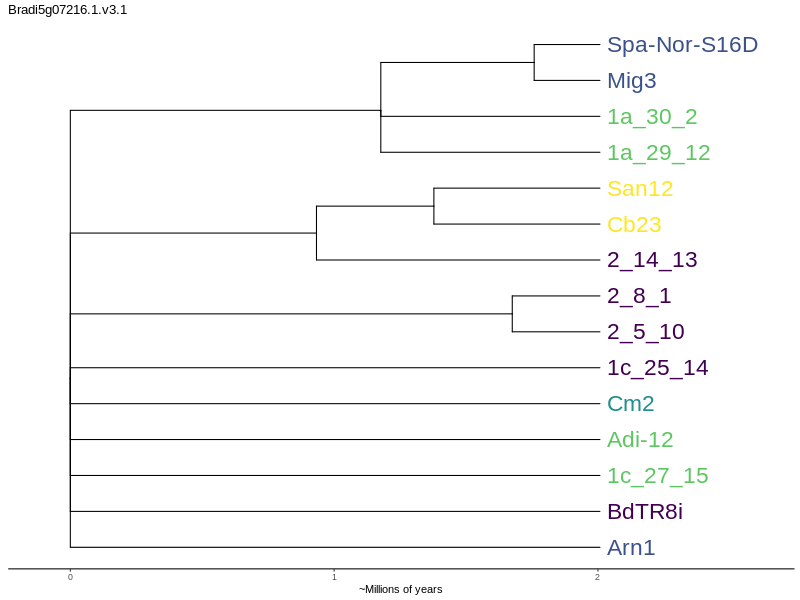 Bradi5g07216.1.v3.1
Spa-Nor-S16D
Mig3
1a_30_2
1a_29_12
San12
Cb23
2_14_13
2_8_1
2_5_10
1c_25_14
Cm2
Adi-12
1c_27_15
BdTR8i
Arn1
0 1 2
~Millions of years